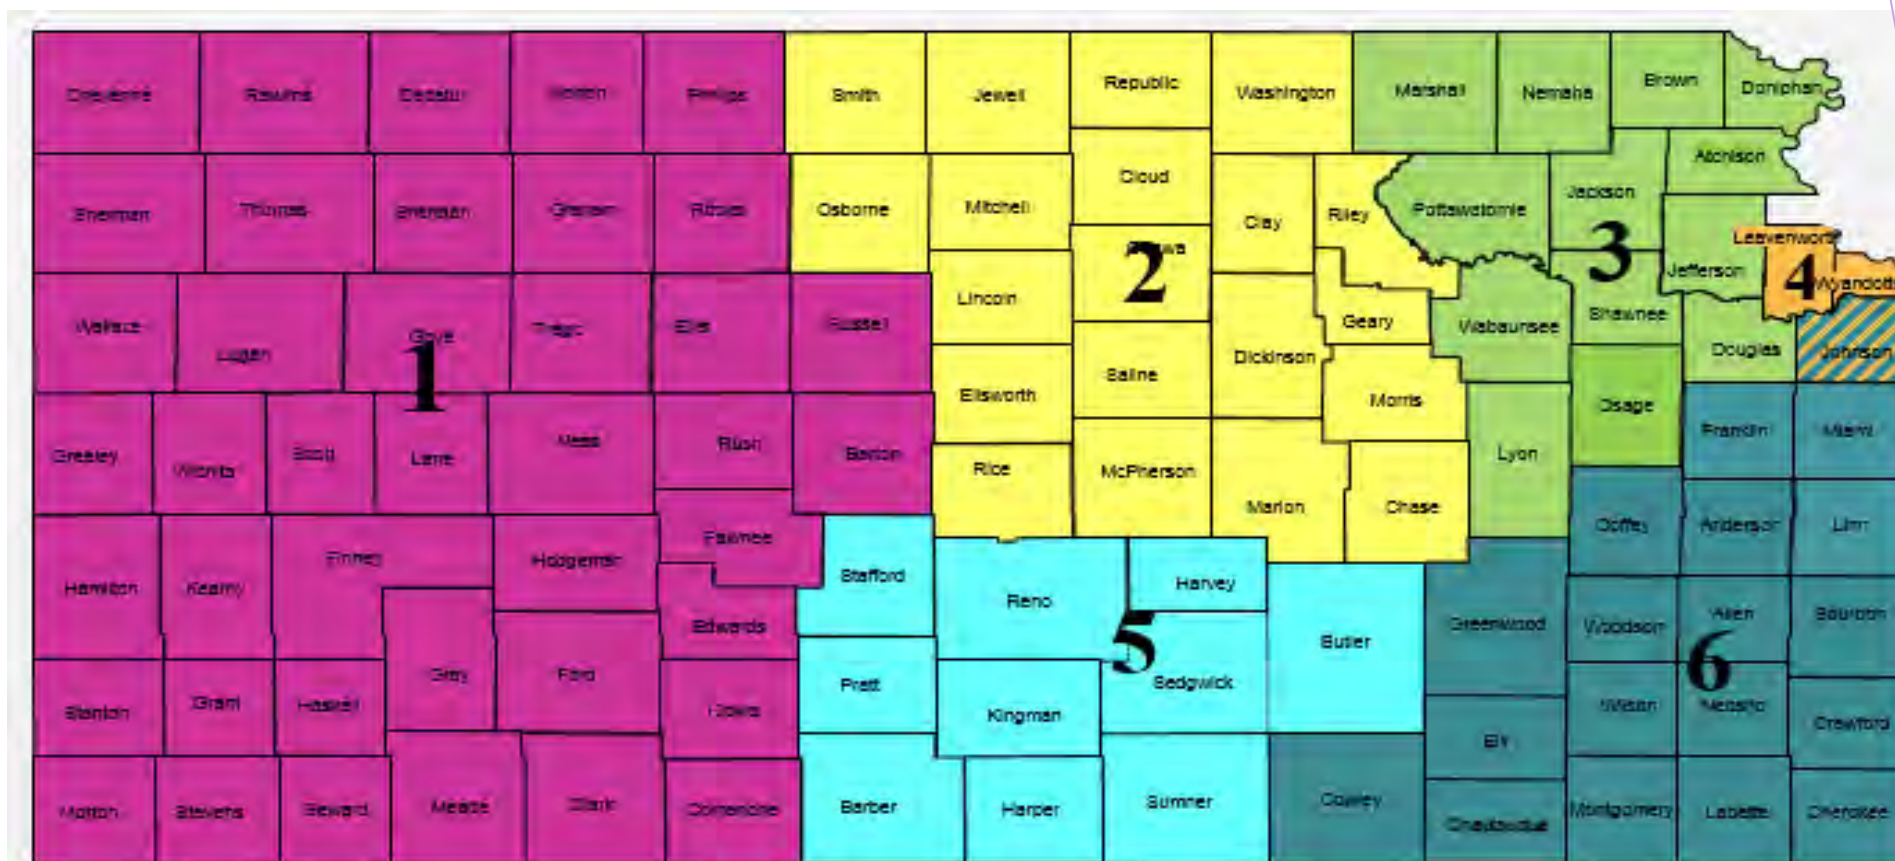 Cheyenne Rawlins Decatur Norton Phillips Smith Jewell Republic Washington Marshall Nemaha Brown Doniphan
Sherman Thomas Sheridan Graham Rooks Osborne Mitchell Cloud Clay Riley Pottawatomie Jackson Atchison
Wallace Logan Gove Trego Ellis Russell Lincoln 2 Geary Wabaunsee 3 Shawnee Jefferson Leavenworth 4 Wyandotte
1 Ellsworth Saline Dickinson Morris Douglas Johnson
Greeley Wichita Scott Lane Ness Rush Barton Rice McPherson Marion Chase Lyon Osage Franklin Miami
Hamilton Kearny Finney Hodgeman Pawnee Stafford Reno Harvey Coffey Anderson Linn
Edwards 5 Butler Greenwood Woodson Allen Bourbon
Stanton Grant Haskell Gray Ford Kiowa Pratt Kingman Sedgwick Elk Wilson 6 Neosho Crawford
Morton Stevens Seward Meade Clark Comanche Barber Harper Sumner Cowley Chautauqua Montgomery Labette Cherokee